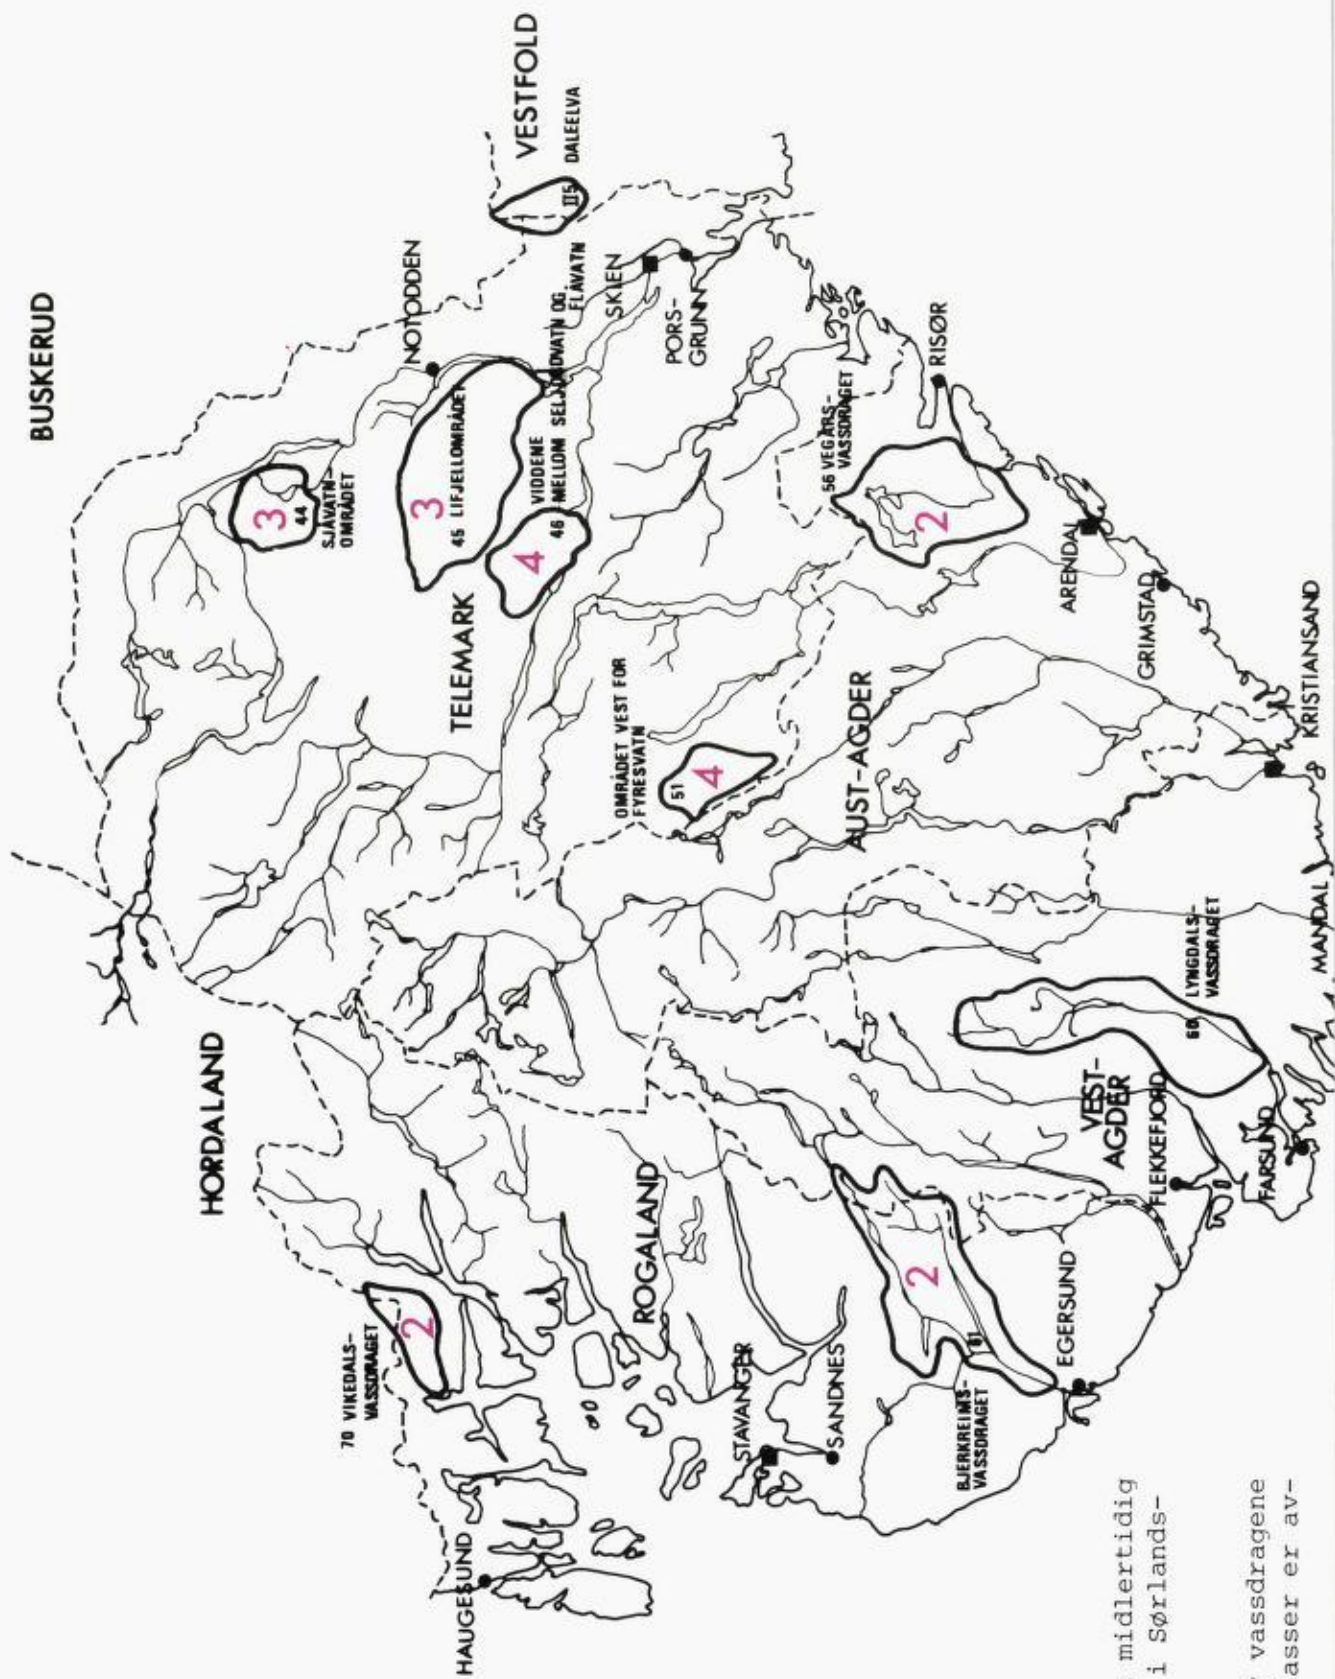 BUSKERUD
VESTFOLD
II5 DALEELVA
NOTODDEN
SKIEN
PORS-
GRUNN
3
44
SJÅVATN-
OMRÅDET
3
45 LIFJELLOMRÅDET
4
VIDDENE
46 MELLOM SELJORDVATN OG
FLÅVATN
TELEMARK
56 VEGÅRS-
VASSDRAGET
2
RISØR
ARENDAL
GRIMSTAD
KRISTIANSAND
OMRÅDET VEST FOR
FYRESVATN
51
4
AUST-AGDER
HORDALAND
60 LYNGDALS-
VASSDRAGET
MANDAL
VEST-
AGDER
FLEKKEFJORD
FARSUND
ROGALAND
70 VIKEDALS-
VASSDRAGET
2
2
61
BJERKREIMS-
VASSDRAGET
EGERSUND
STAVANGER
SANDNES
HAUGESUND
midlertidig
i Sørlands-
vassdragene
asser er av-